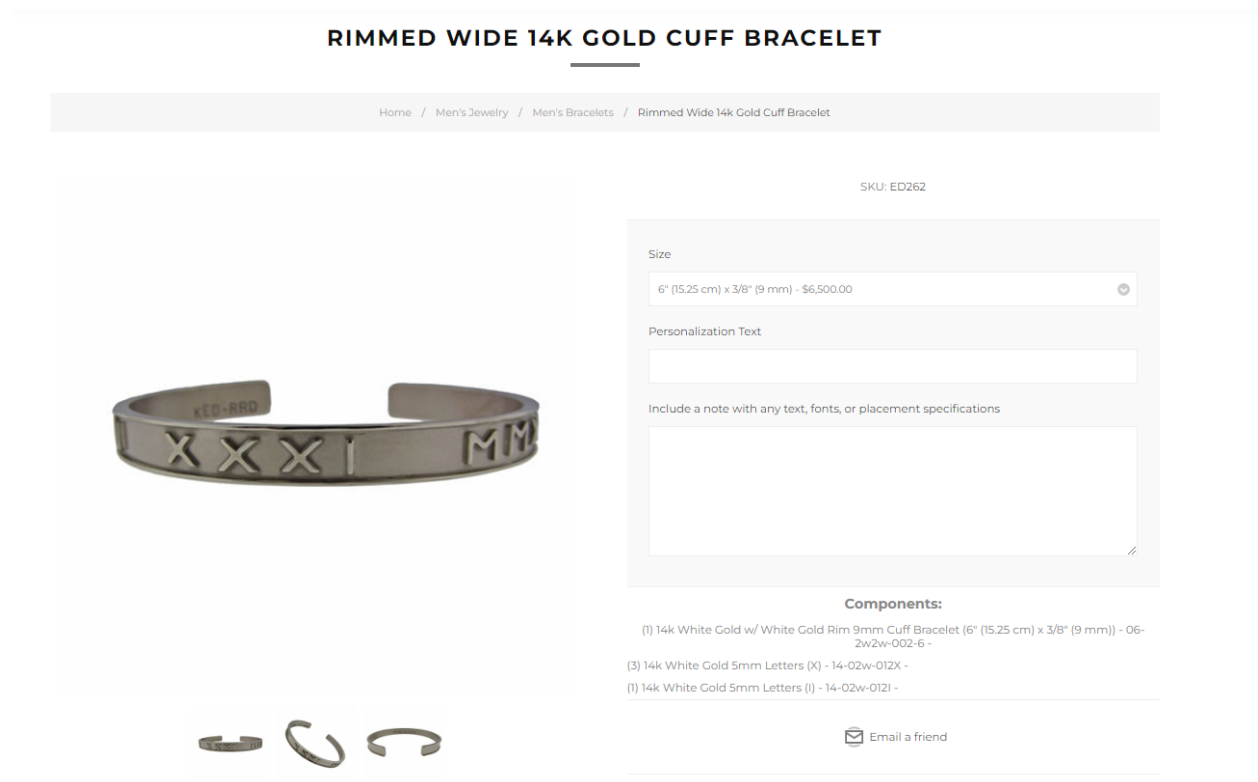 RIMMED WIDE 14K GOLD CUFF BRACELET
Home / Men's Jewelry / Men's Bracelets / Rimmed Wide 14k Gold Cuff Bracelet
SKU: ED262
Size
6" (15.25 cm) x 3/8" (9 mm) - $6,500.00
Personalization Text
Include a note with any text, fonts, or placement specifications
KED+RRD
I XXXI MM
Components:
(1) 14k White Gold w/ White Gold Rim 9mm Cuff Bracelet (6" (15.25 cm) x 3/8" (9 mm)) - 06-
2w2w-002-6 -
(3) 14k White Gold 5mm Letters (X) - 14-02w-012X -
(1) 14k White Gold 5mm Letters (I) - 14-02w-012I -
Email a friend